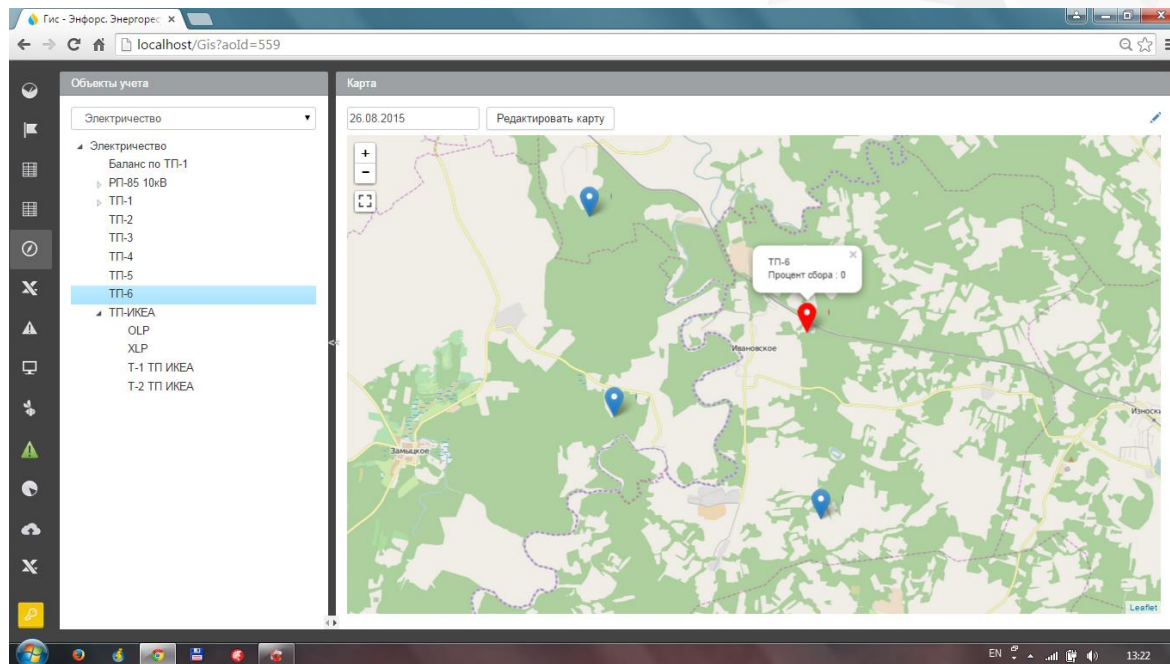 Гис - Энфорс. Энергорес
localhost/Gis?aoId=559
Объекты учета
Карта
Электричество
26.08.2015
Редактировать карту
Электричество
Баланс по ТП-1
РП-85 10кВ
ТП-1
ТП-2
ТП-3
ТП-4
ТП-5
ТП-6
ТП-ИКЕА
OLP
XLP
Т-1 ТП ИКЕА
Т-2 ТП ИКЕА
+
-
ТП-6
Процент сбора : 0
Ивановское
Износки
Замыцкое
<<
Leaflet
EN
13:22